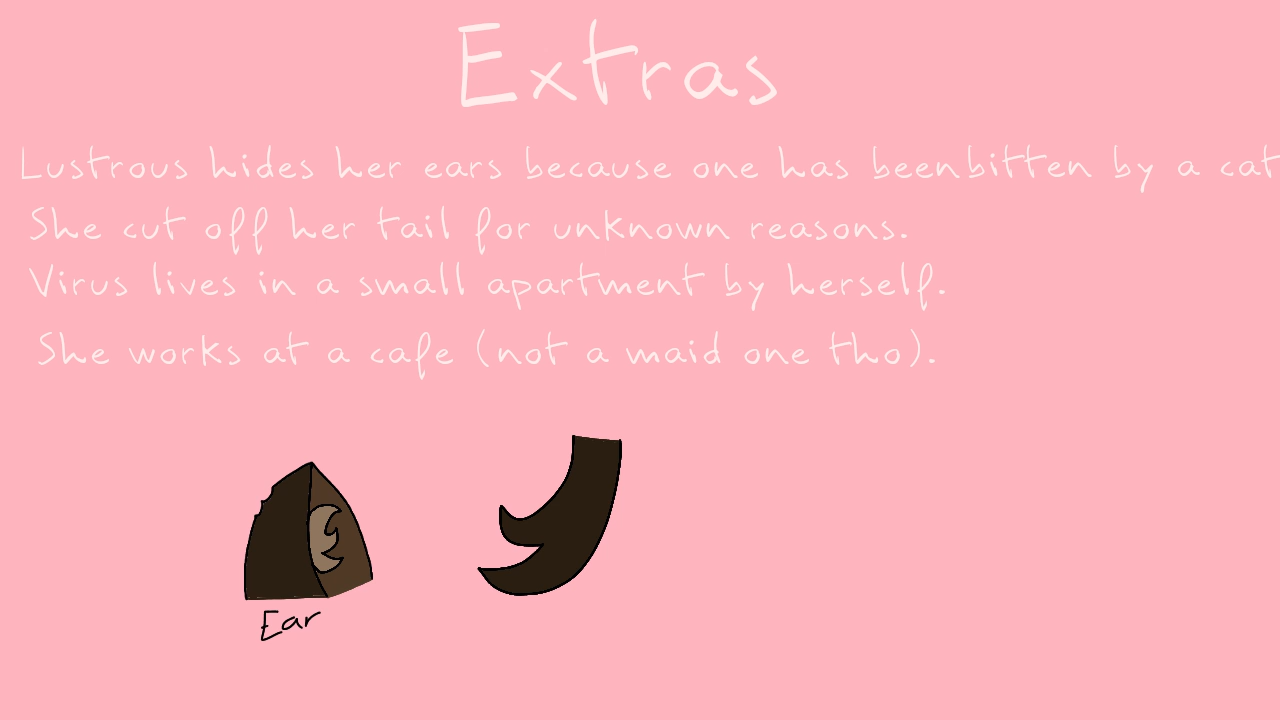 Extras
Lustrous hides her ears because one has beenbitten by a cat
She cut off her tail for unknown reasons.
Virus lives in a small apartment by herself.
She works at a cafe (not a maid one tho).
Ear